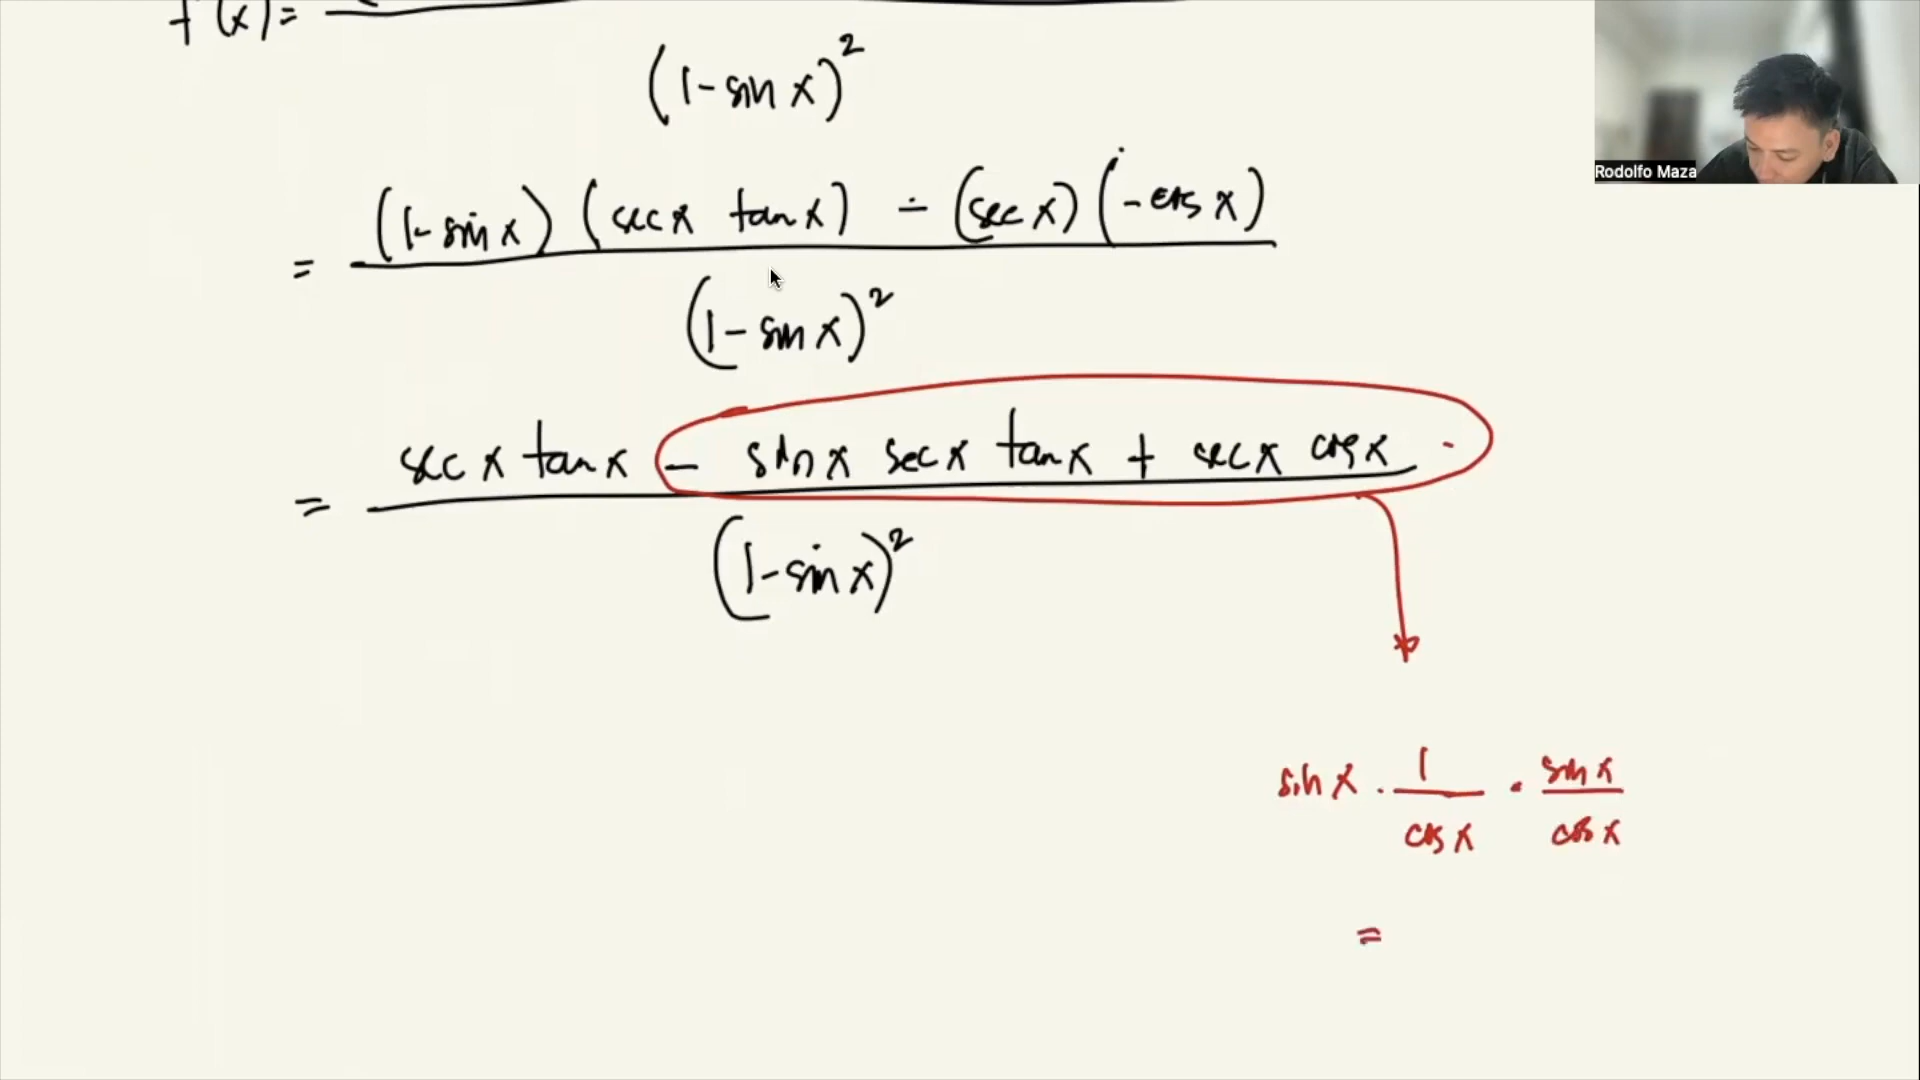 f'(x) =
(1-sin x)²
Rodolfo Maza
(1-sin x) (sec x tan x) - (sec x) (-cos x)
=
(1-sin x)²
sec x tan x - sin x sec x tan x + sec x cos x
=
(1-sin x)²
sin x · 1/cos x · sin x/cos x
=